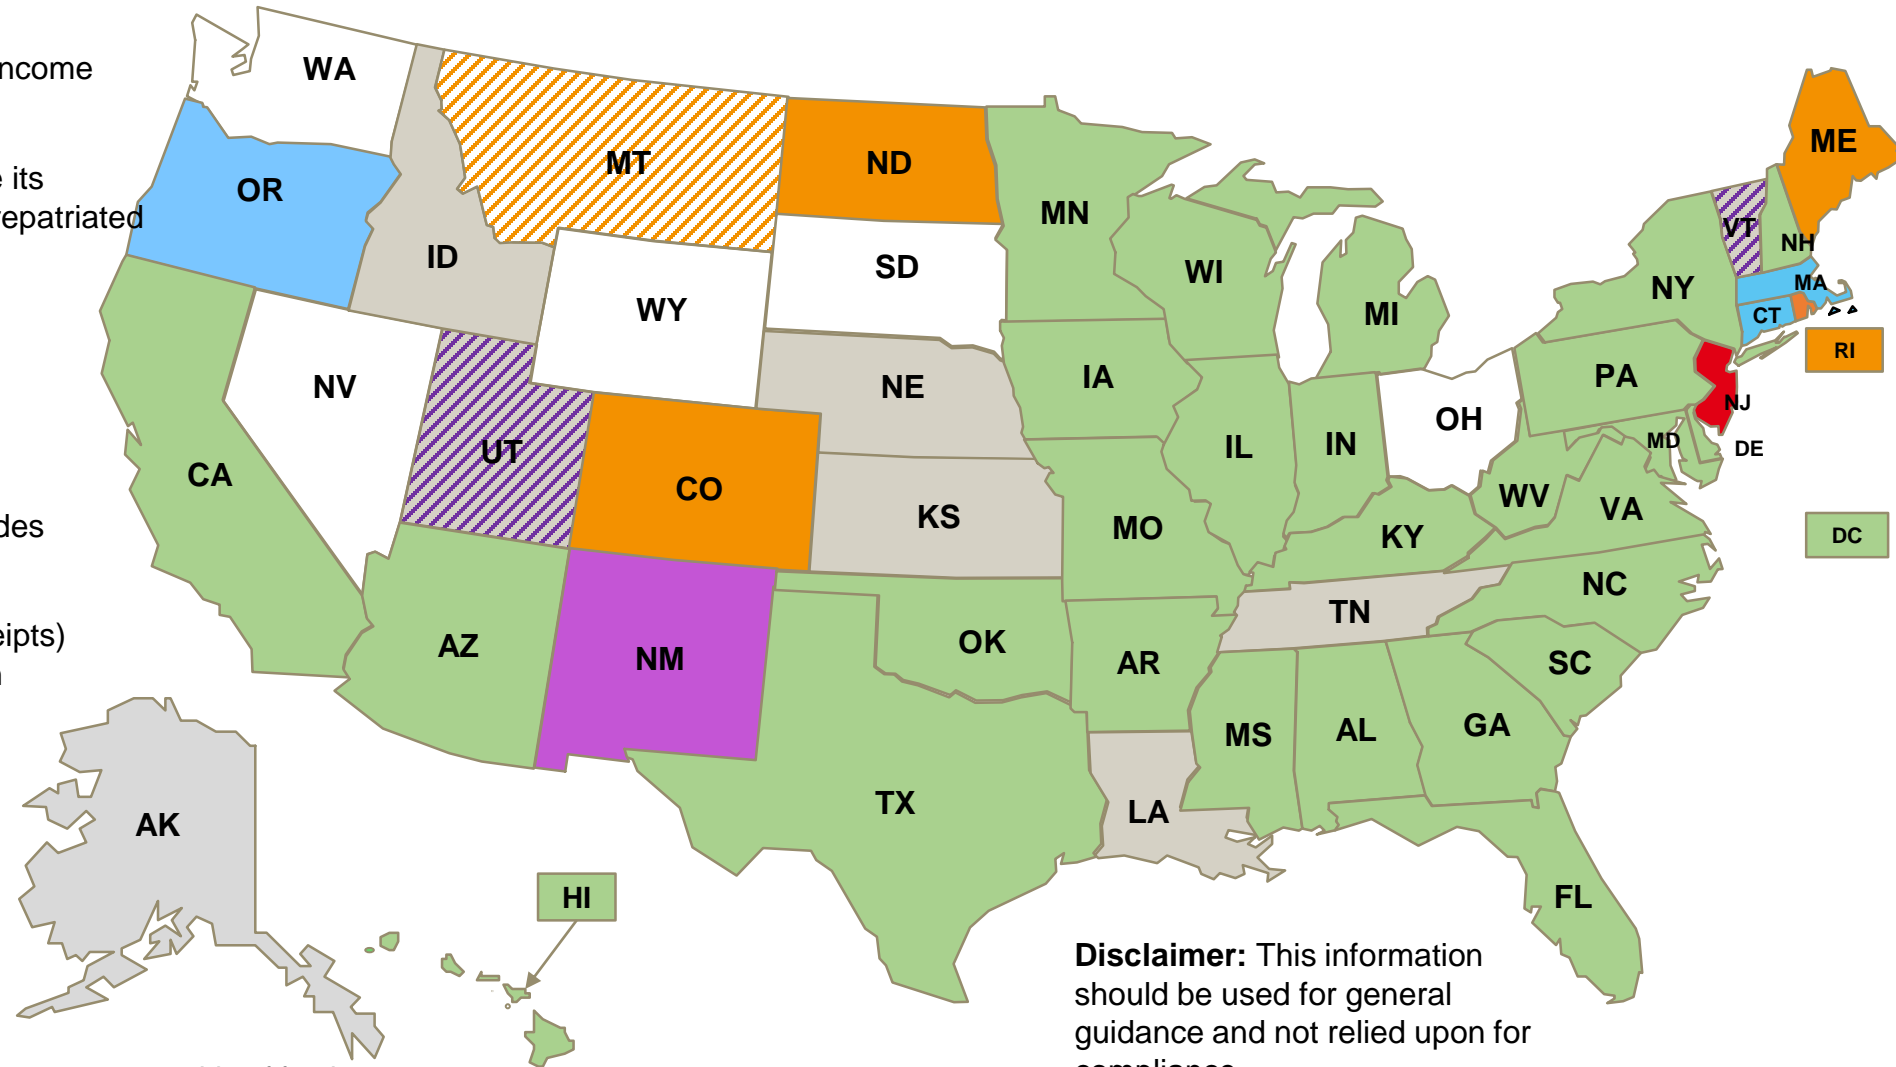 WA
ncome
ME
MT
ND
OR
e its
MN
repatriated
VT
NH
ID
SD
WI
MA
NY
WY
MI
CT
RI
IA
PA
NV
NE
NJ
OH
MD
DE
IL
IN
UT
CA
CO
WV
VA
KS
des
MO
KY
DC
NC
TN
eipts)
AZ
OK
NM
AR
SC
MS
AL
GA
TX
LA
AK
HI
FL
Disclaimer: This information
should be used for general
guidance and not relied upon for